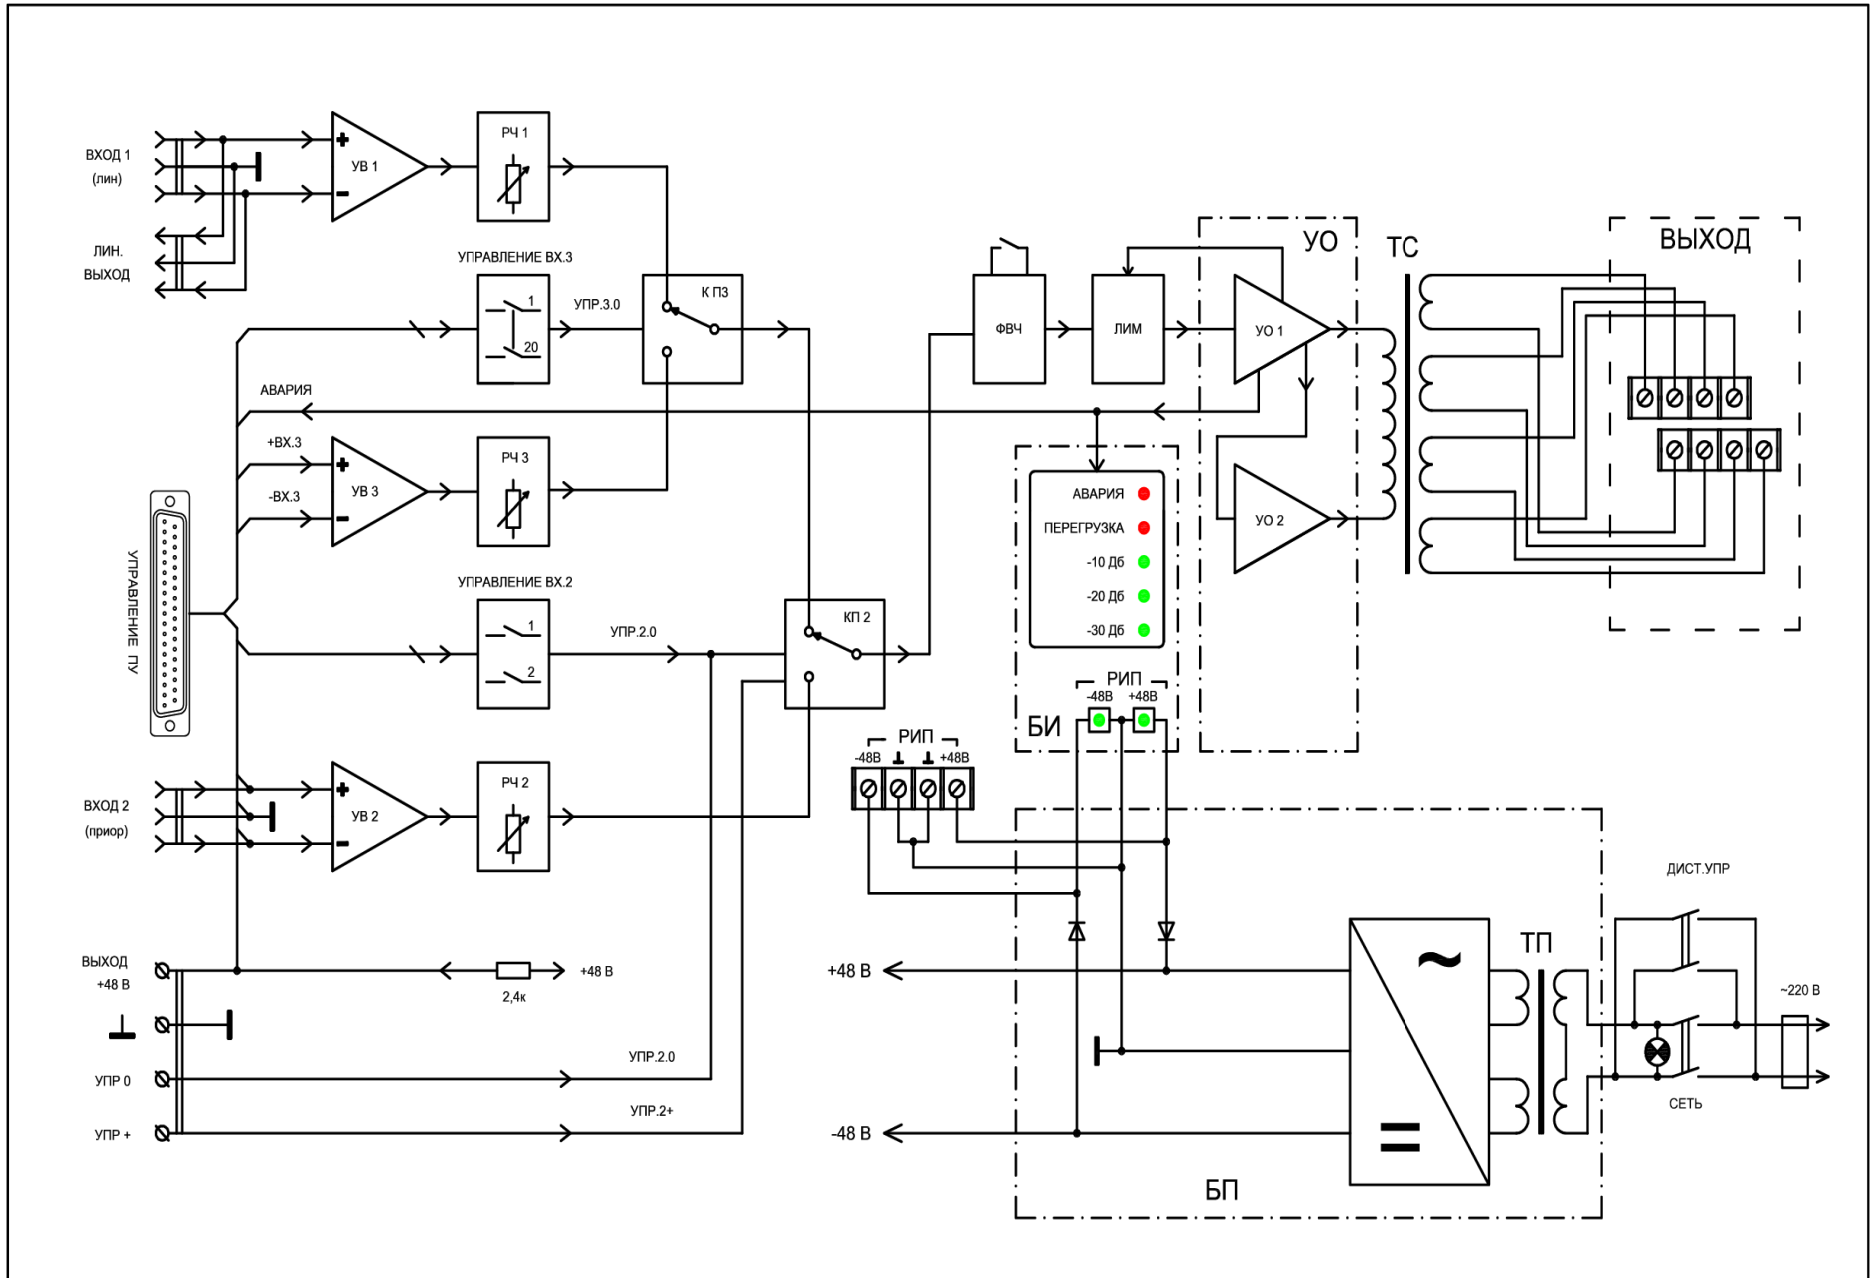 ВХОД 1
(лин)
УВ 1
РЧ 1
ЛИН.
ВЫХОД
УПРАВЛЕНИЕ ВХ.3
1
20
УПР.3.0
К П3
АВАРИЯ
+ВХ.3
-ВХ.3
УВ 3
РЧ 3
УПРАВЛЕНИЕ ПУ
УПРАВЛЕНИЕ ВХ.2
1
2
УПР.2.0
КП 2
ВХОД 2
(приор)
УВ 2
РЧ 2
ВЫХОД
+48 В
2,4к
+48 В
УПР 0
УПР.2.0
УПР +
УПР.2+
ФВЧ
ЛИМ
УО
УО 1
УО 2
ТС
ВЫХОД
АВАРИЯ
ПЕРЕГРУЗКА
-10 Дб
-20 Дб
-30 Дб
РИП
-48В +48В
БИ
РИП
-48В +48В
+48 В
-48 В
БП
ТП
ДИСТ.УПР
~220 В
СЕТЬ